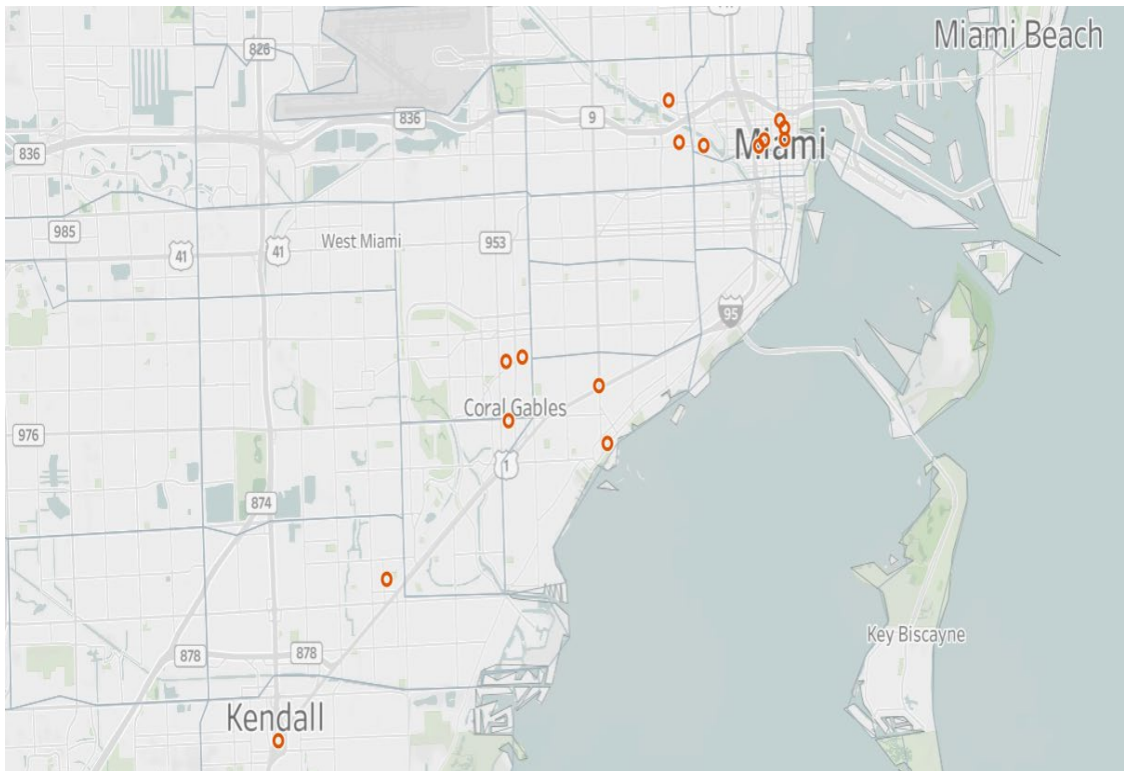 Miami Beach
826
836
9
836
Miami
985
41
41
West Miami
953
95
Coral Gables
976
1
874
Key Biscayne
878
878
Kendall